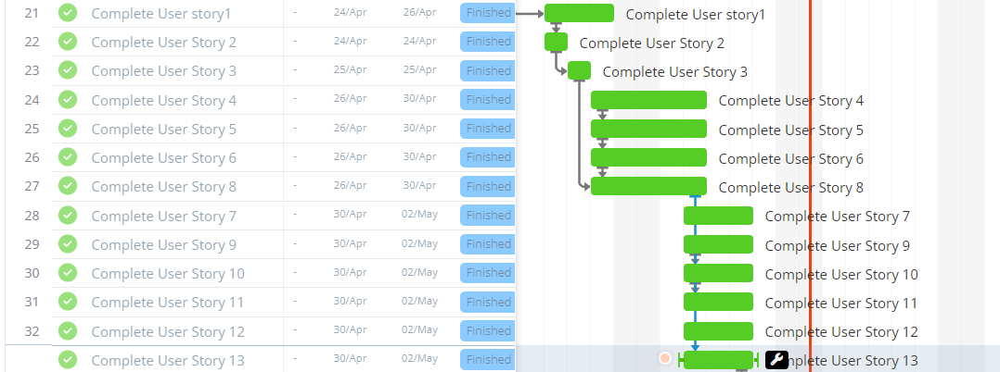 21 Complete User story1 - 24/Apr 26/Apr Finished Complete User story1
22 Complete User Story 2 - 24/Apr 24/Apr Finished Complete User Story 2
23 Complete User Story 3 - 25/Apr 25/Apr Finished Complete User Story 3
24 Complete User Story 4 - 26/Apr 30/Apr Finished Complete User Story 4
25 Complete User Story 5 - 26/Apr 30/Apr Finished Complete User Story 5
26 Complete User Story 6 - 26/Apr 30/Apr Finished Complete User Story 6
27 Complete User Story 8 - 26/Apr 30/Apr Finished Complete User Story 8
28 Complete User Story 7 - 30/Apr 02/May Finished Complete User Story 7
29 Complete User Story 9 - 30/Apr 02/May Finished Complete User Story 9
30 Complete User Story 10 - 30/Apr 02/May Finished Complete User Story 10
31 Complete User Story 11 - 30/Apr 02/May Finished Complete User Story 11
32 Complete User Story 12 - 30/Apr 02/May Finished Complete User Story 12
Complete User Story 13 - 30/Apr 02/May Finished nplete User Story 13